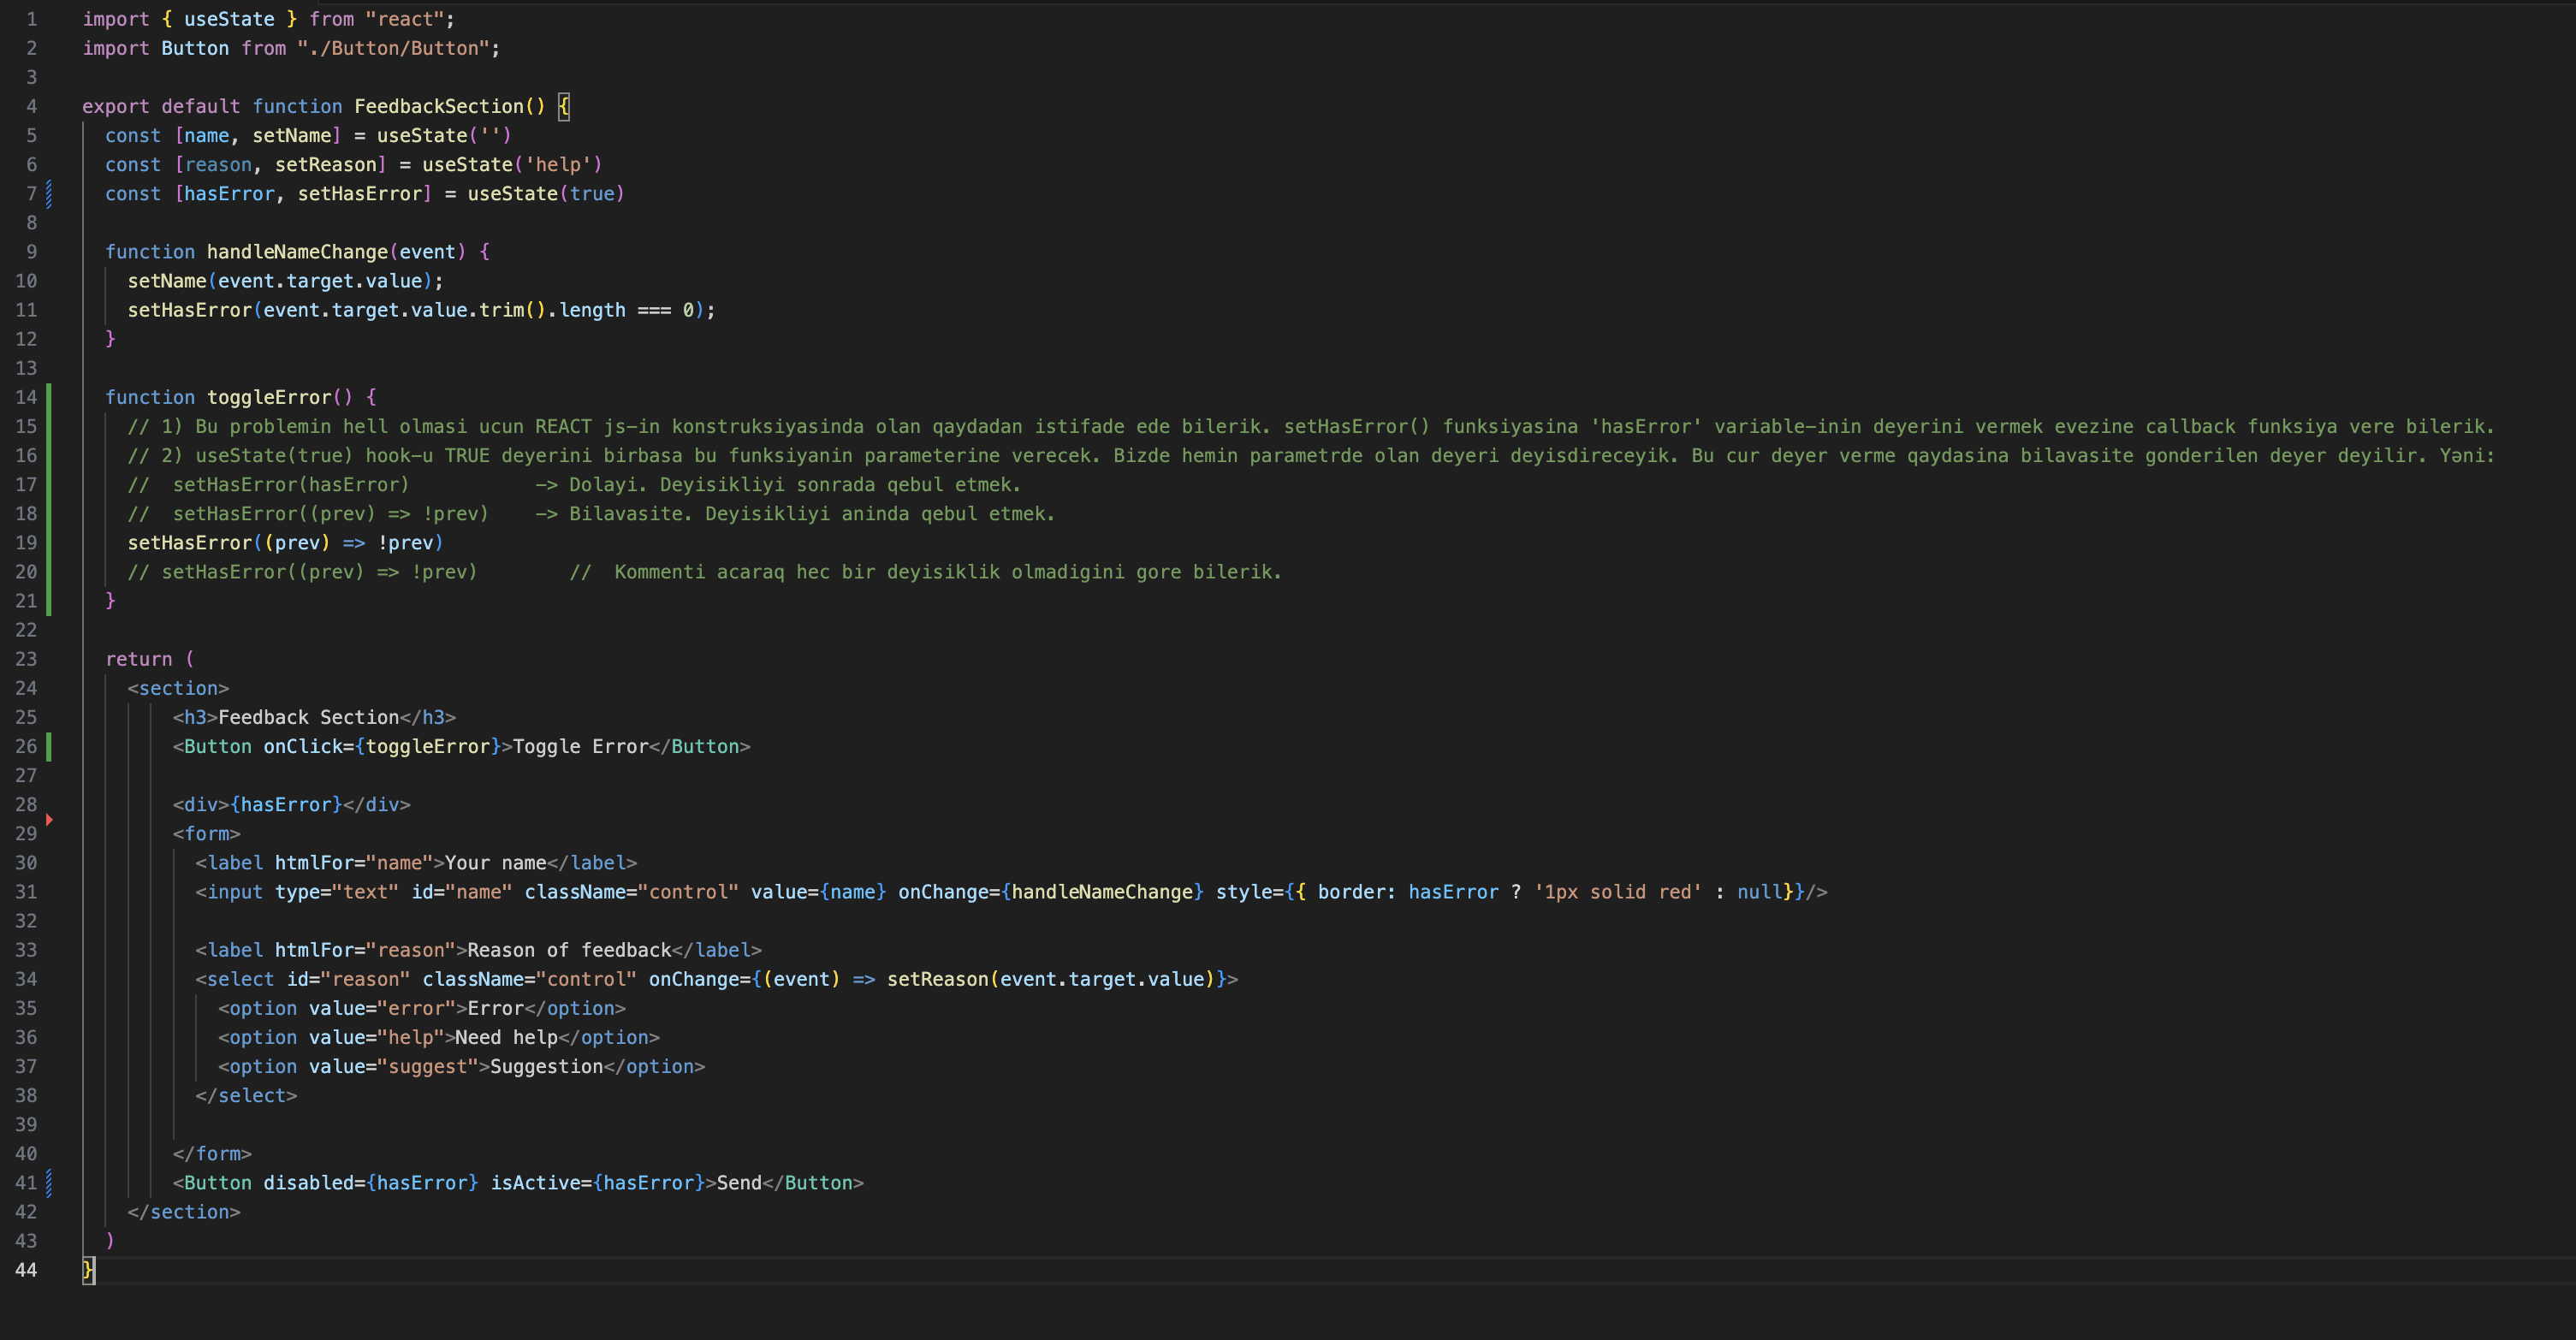 1 import { useState } from "react";
2 import Button from "./Button/Button";
3
4 export default function FeedbackSection() {
5   const [name, setName] = useState('')
6   const [reason, setReason] = useState('help')
7   const [hasError, setHasError] = useState(true)
8
9   function handleNameChange(event) {
10     setName(event.target.value);
11     setHasError(event.target.value.trim().length === 0);
12   }
13
14   function toggleError() {
15     // 1) Bu problemin hell olmasi ucun REACT js-in konstruksiyasinda olan qaydadan istifade ede bilerik. setHasError() funksiyasina 'hasError' variable-inin deyerini vermek evezine callback funksiya vere bilerik.
16     // 2) useState(true) hook-u TRUE deyerini birbasa bu funksiyanin parameterine verecek. Bizde hemin parametrde olan deyeri deyisdireceyik. Bu cur deyer verme qaydasina bilavasite gonderilen deyer deyilir. Yəni:
17     //  setHasError(hasError)           -> Dolayi. Deyisikliyi sonrada qebul etmek.
18     //  setHasError((prev) => !prev)    -> Bilavasite. Deyisikliyi aninda qebul etmek.
19     setHasError((prev) => !prev)
20     // setHasError((prev) => !prev)        //  Kommenti acaraq hec bir deyisiklik olmadigini gore bilerik.
21   }
22
23   return (
24     <section>
25         <h3>Feedback Section</h3>
26         <Button onClick={toggleError}>Toggle Error</Button>
27
28         <div>{hasError}</div>
29         <form>
30           <label htmlFor="name">Your name</label>
31           <input type="text" id="name" className="control" value={name} onChange={handleNameChange} style={{ border: hasError ? '1px solid red' : null}}/>
32
33           <label htmlFor="reason">Reason of feedback</label>
34           <select id="reason" className="control" onChange={(event) => setReason(event.target.value)}>
35             <option value="error">Error</option>
36             <option value="help">Need help</option>
37             <option value="suggest">Suggestion</option>
38           </select>
39
40         </form>
41         <Button disabled={hasError} isActive={hasError}>Send</Button>
42     </section>
43   )
44 }